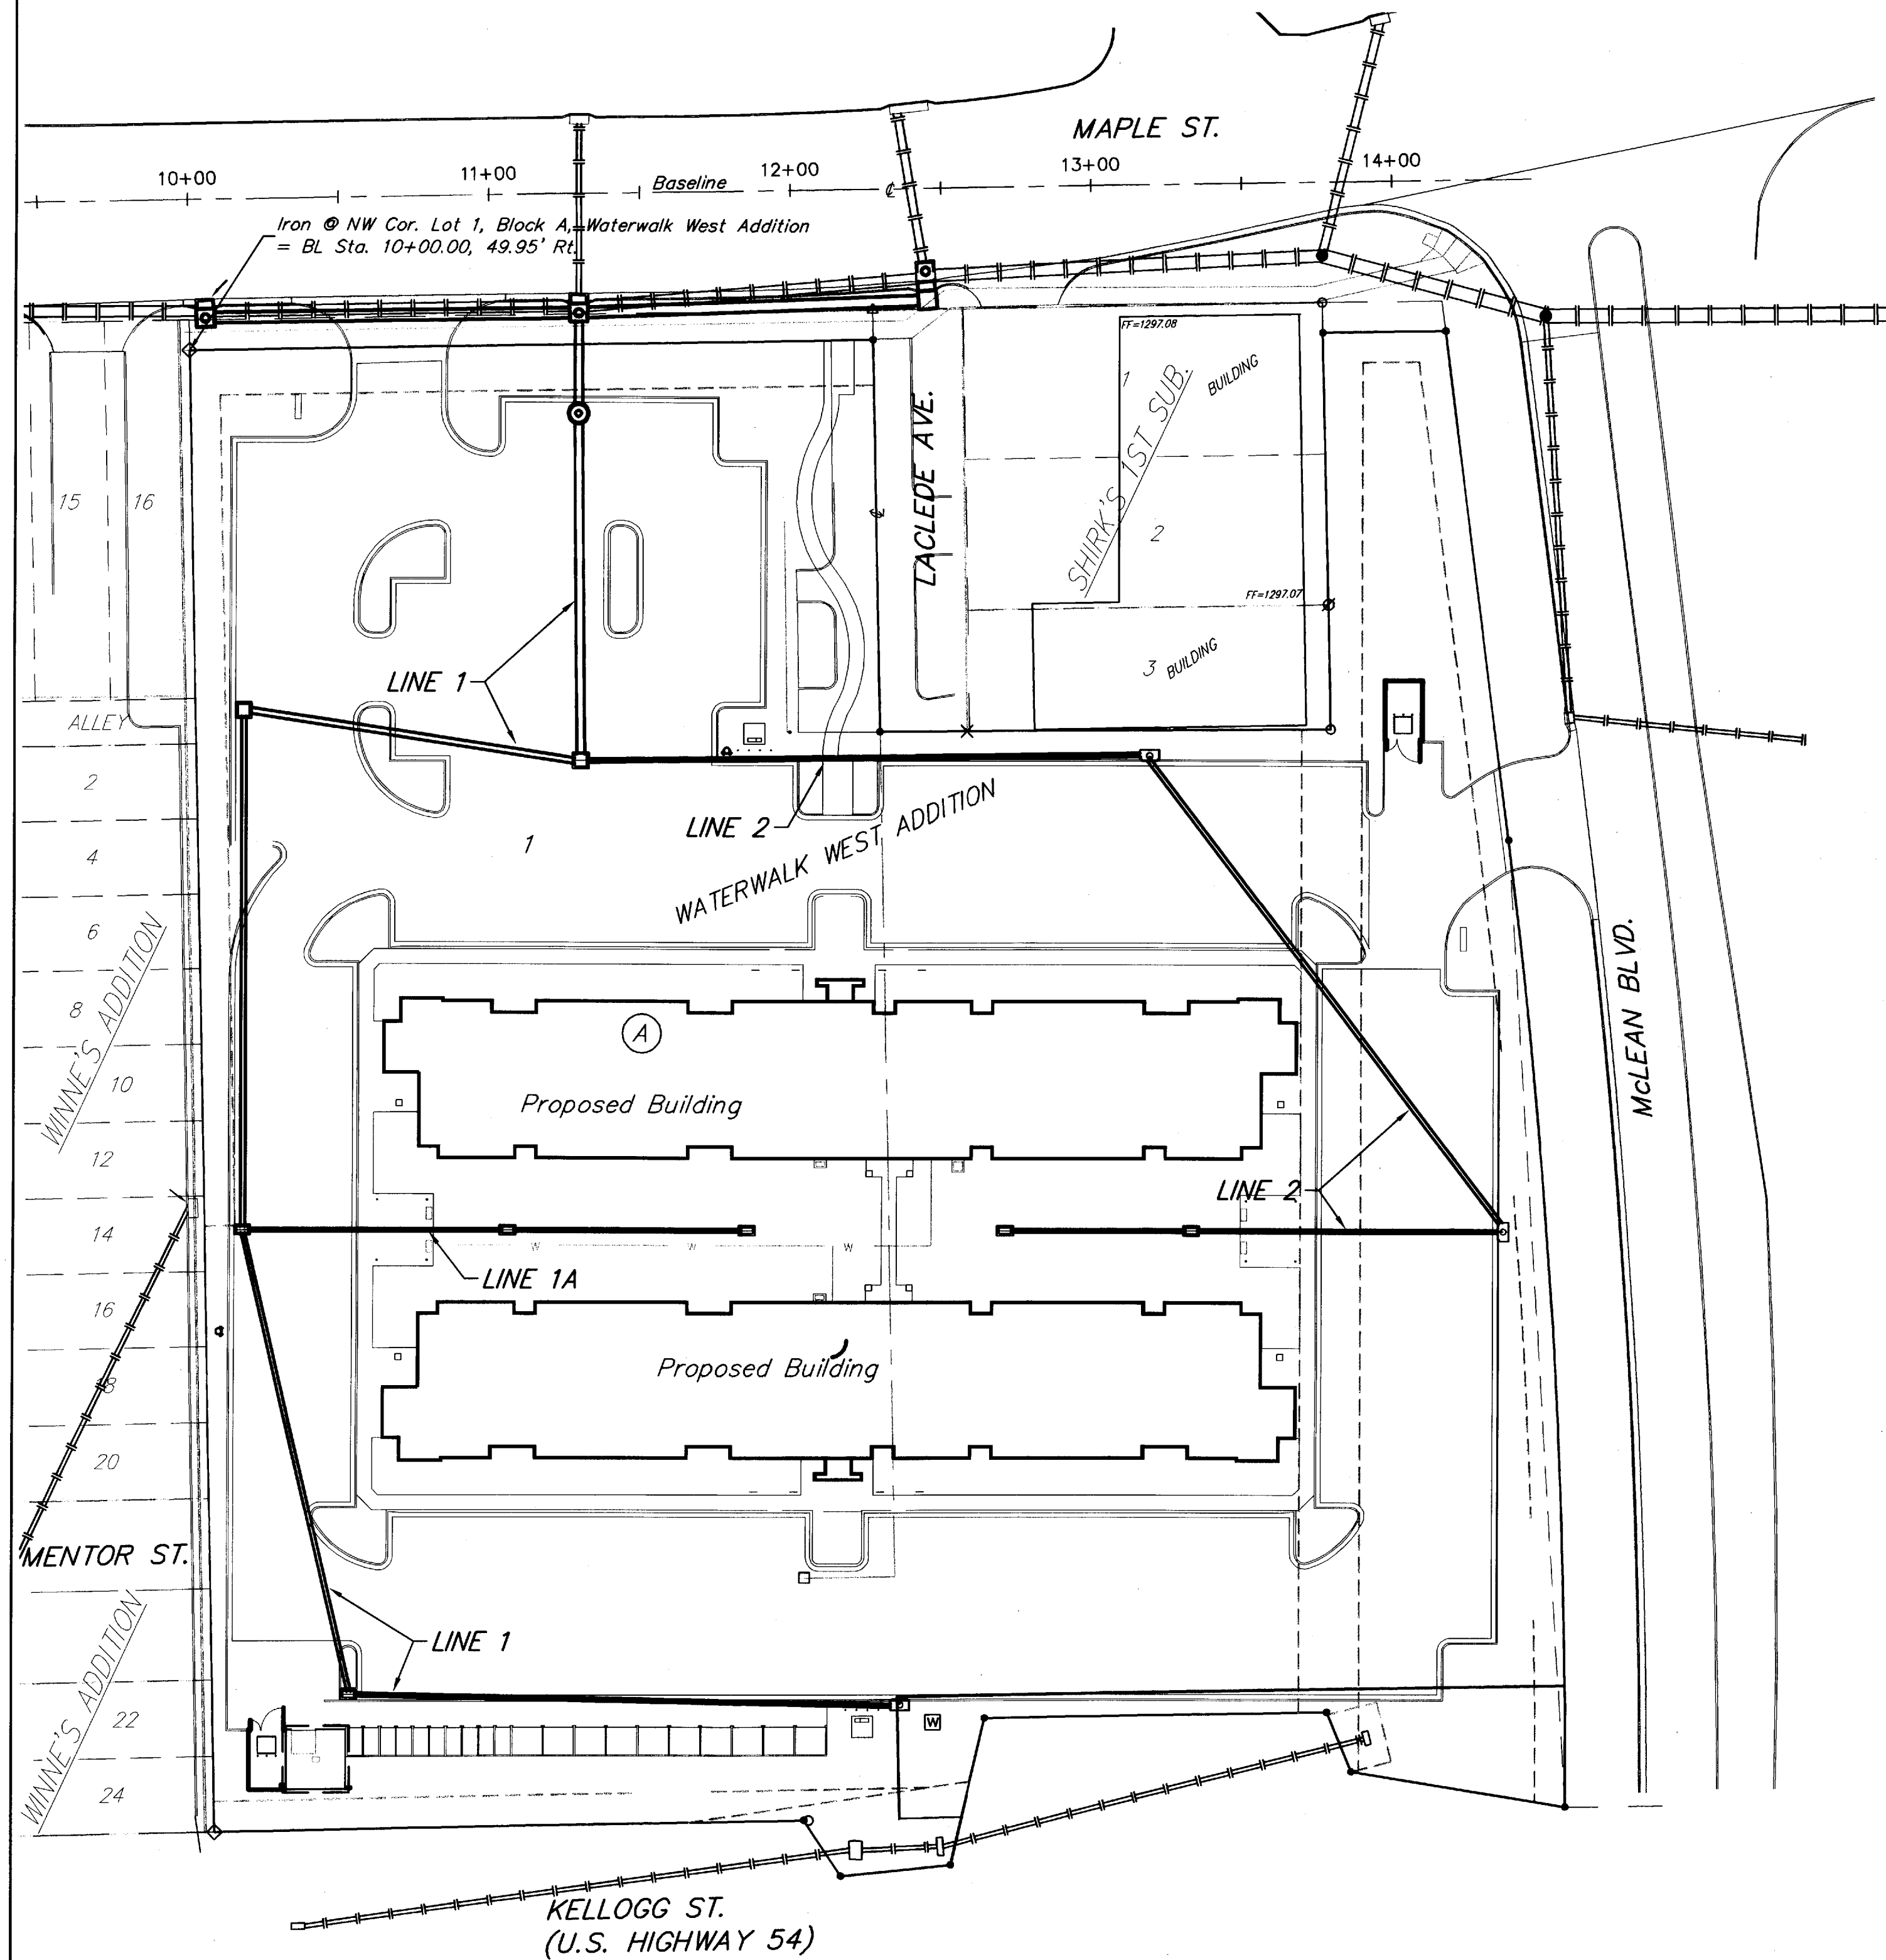 MAPLE ST.
10+00
11+00
Baseline
12+00
13+00
14+00
Iron @ NW Cor. Lot 1, Block A, Waterwalk West Addition
= BL Sta. 10+00.00, 49.95' Rt.
FF=1297.08
1
BUILDING
SHIRK'S 1ST SUB.
LACLEDE AVE.
15
16
2
FF=1297.07
3
BUILDING
LINE 1
ALLEY
2
LINE 2
WATERWALK WEST ADDITION
1
4
6
WINNE'S ADDITION
8
10
12
14
16
18
20
McLEAN BLVD.
A
Proposed Building
LINE 2
W
W
W
LINE 1A
Proposed Building
MENTOR ST.
LINE 1
WINNE'S ADDITION
22
24
W
KELLOGG ST.
(U.S. HIGHWAY 54)